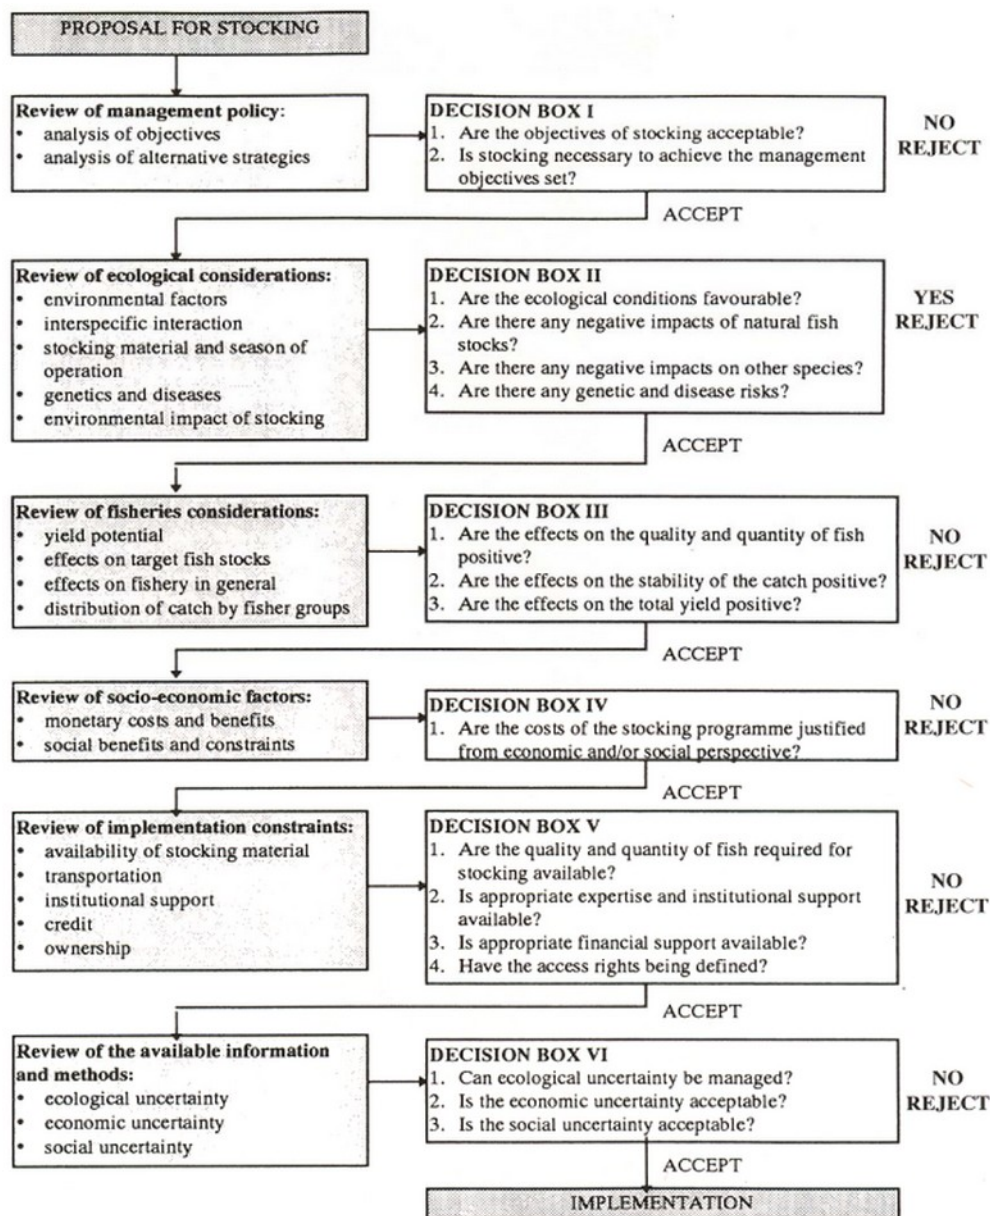 PROPOSAL FOR STOCKING
Review of management policy:
• analysis of objectives
• analysis of alternative strategies
DECISION BOX I
1. Are the objectives of stocking acceptable?
2. Is stocking necessary to achieve the management
objectives set?
NO
REJECT
ACCEPT
Review of ecological considerations:
• environmental factors
• interspecific interaction
• stocking material and season of
operation
• genetics and diseases
• environmental impact of stocking
DECISION BOX II
1. Are the ecological conditions favourable?
2. Are there any negative impacts of natural fish
stocks?
3. Are there any negative impacts on other species?
4. Are there any genetic and disease risks?
YES
REJECT
ACCEPT
Review of fisheries considerations:
• yield potential
• effects on target fish stocks
• effects on fishery in general
• distribution of catch by fisher groups
DECISION BOX III
1. Are the effects on the quality and quantity of fish
positive?
2. Are the effects on the stability of the catch positive?
3. Are the effects on the total yield positive?
NO
REJECT
ACCEPT
Review of socio-economic factors:
• monetary costs and benefits
• social benefits and constraints
DECISION BOX IV
1. Are the costs of the stocking programme justified
from economic and/or social perspective?
NO
REJECT
ACCEPT
Review of implementation constraints:
• availability of stocking material
• transportation
• institutional support
• credit
• ownership
DECISION BOX V
1. Are the quality and quantity of fish required for
stocking available?
2. Is appropriate expertise and institutional support
available?
3. Is appropriate financial support available?
4. Have the access rights being defined?
NO
REJECT
ACCEPT
Review of the available information
and methods:
• ecological uncertainty
• economic uncertainty
• social uncertainty
DECISION BOX VI
1. Can ecological uncertainty be managed?
2. Is the economic uncertainty acceptable?
3. Is the social uncertainty acceptable?
NO
REJECT
ACCEPT
IMPLEMENTATION